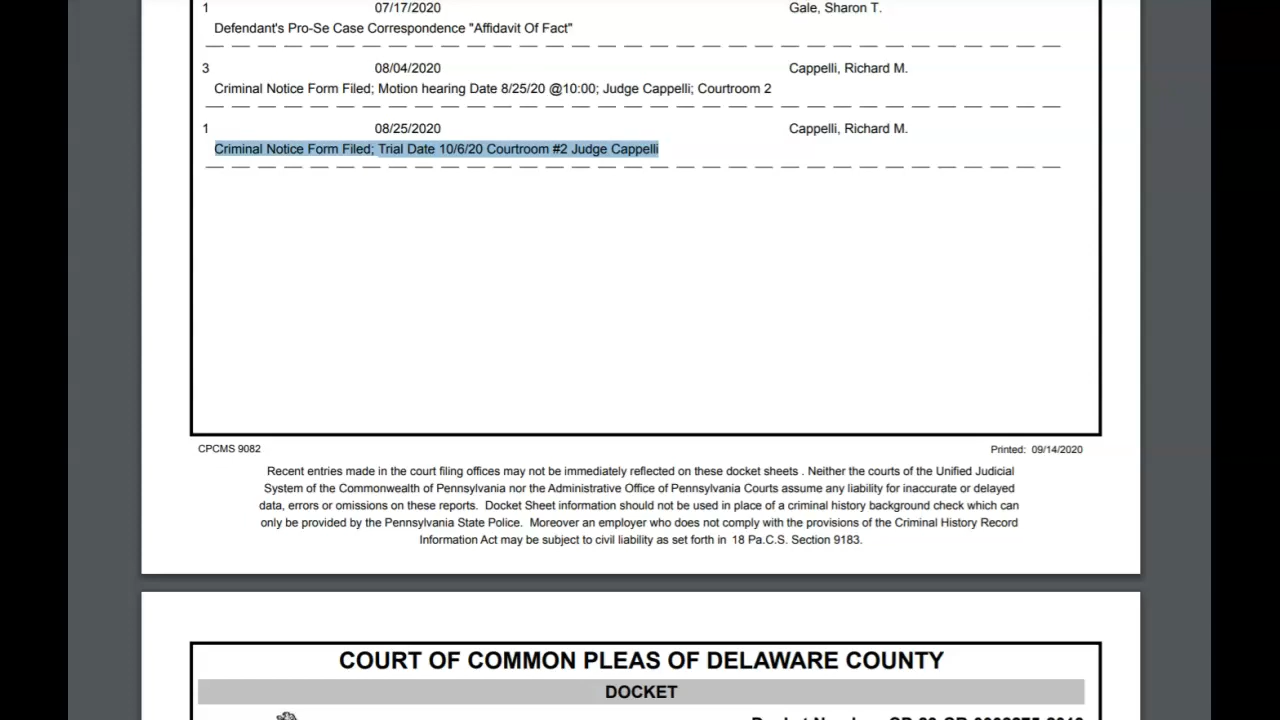 1 07/17/2020 Gale, Sharon T.
Defendant's Pro-Se Case Correspondence "Affidavit Of Fact"
3 08/04/2020 Cappelli, Richard M.
Criminal Notice Form Filed; Motion hearing Date 8/25/20 @10:00; Judge Cappelli; Courtroom 2
1 08/25/2020 Cappelli, Richard M.
Criminal Notice Form Filed; Trial Date 10/6/20 Courtroom #2 Judge Cappelli
CPCMS 9082 Printed: 09/14/2020
Recent entries made in the court filing offices may not be immediately reflected on these docket sheets . Neither the courts of the Unified Judicial
System of the Commonwealth of Pennsylvania nor the Administrative Office of Pennsylvania Courts assume any liability for inaccurate or delayed
data, errors or omissions on these reports. Docket Sheet information should not be used in place of a criminal history background check which can
only be provided by the Pennsylvania State Police. Moreover an employer who does not comply with the provisions of the Criminal History Record
Information Act may be subject to civil liability as set forth in 18 Pa.C.S. Section 9183.
COURT OF COMMON PLEAS OF DELAWARE COUNTY
DOCKET